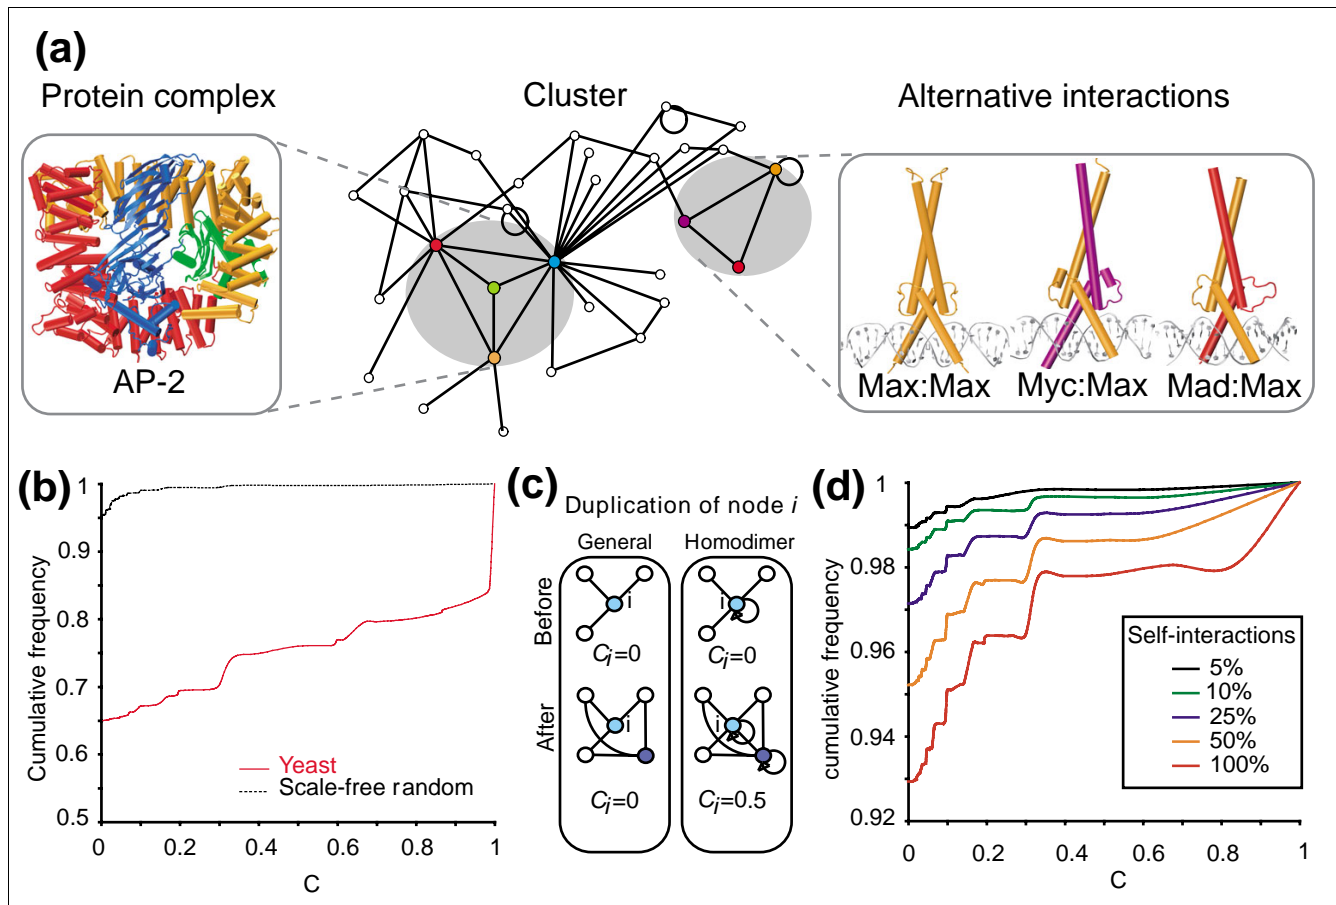 (a)
Protein complex
Cluster
Alternative interactions
AP-2
Max:Max
Myc:Max
Mad:Max
(b)
Cumulative frequency
1
0.9
0.8
0.7
0.6
0.5
0
0.2
0.4
0.6
0.8
1
C
Yeast
Scale-free random
(c)
Duplication of node i
General
Homodimer
Before
i
Ci=0
i
Ci=0
After
i
Ci=0
i
Ci=0.5
(d)
cumulative frequency
1
0.98
0.96
0.94
0.92
0
0.2
0.4
0.6
0.8
1
C
Self-interactions
5%
10%
25%
50%
100%